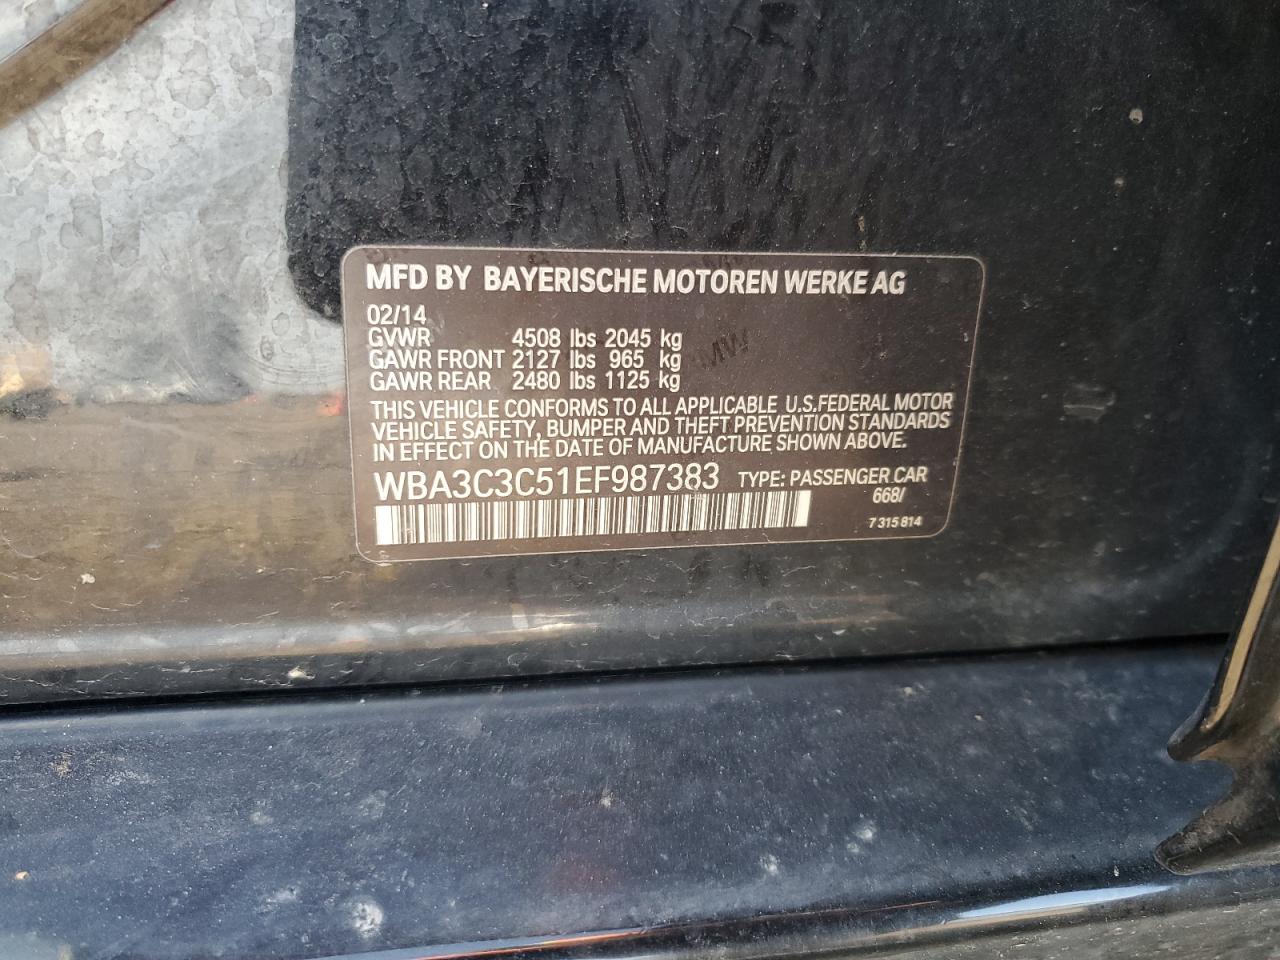 MFD BY BAYERISCHE MOTOREN WERKE AG
02/14
GVWR 4508 lbs 2045 kg
GAWR FRONT 2127 lbs 965 kg
GAWR REAR 2480 lbs 1125 kg
THIS VEHICLE CONFORMS TO ALL APPLICABLE U.S.FEDERAL MOTOR
VEHICLE SAFETY, BUMPER AND THEFT PREVENTION STANDARDS
IN EFFECT ON THE DATE OF MANUFACTURE SHOWN ABOVE.
WBA3C3C51EF987383 TYPE: PASSENGER CAR
668/
7 315 814